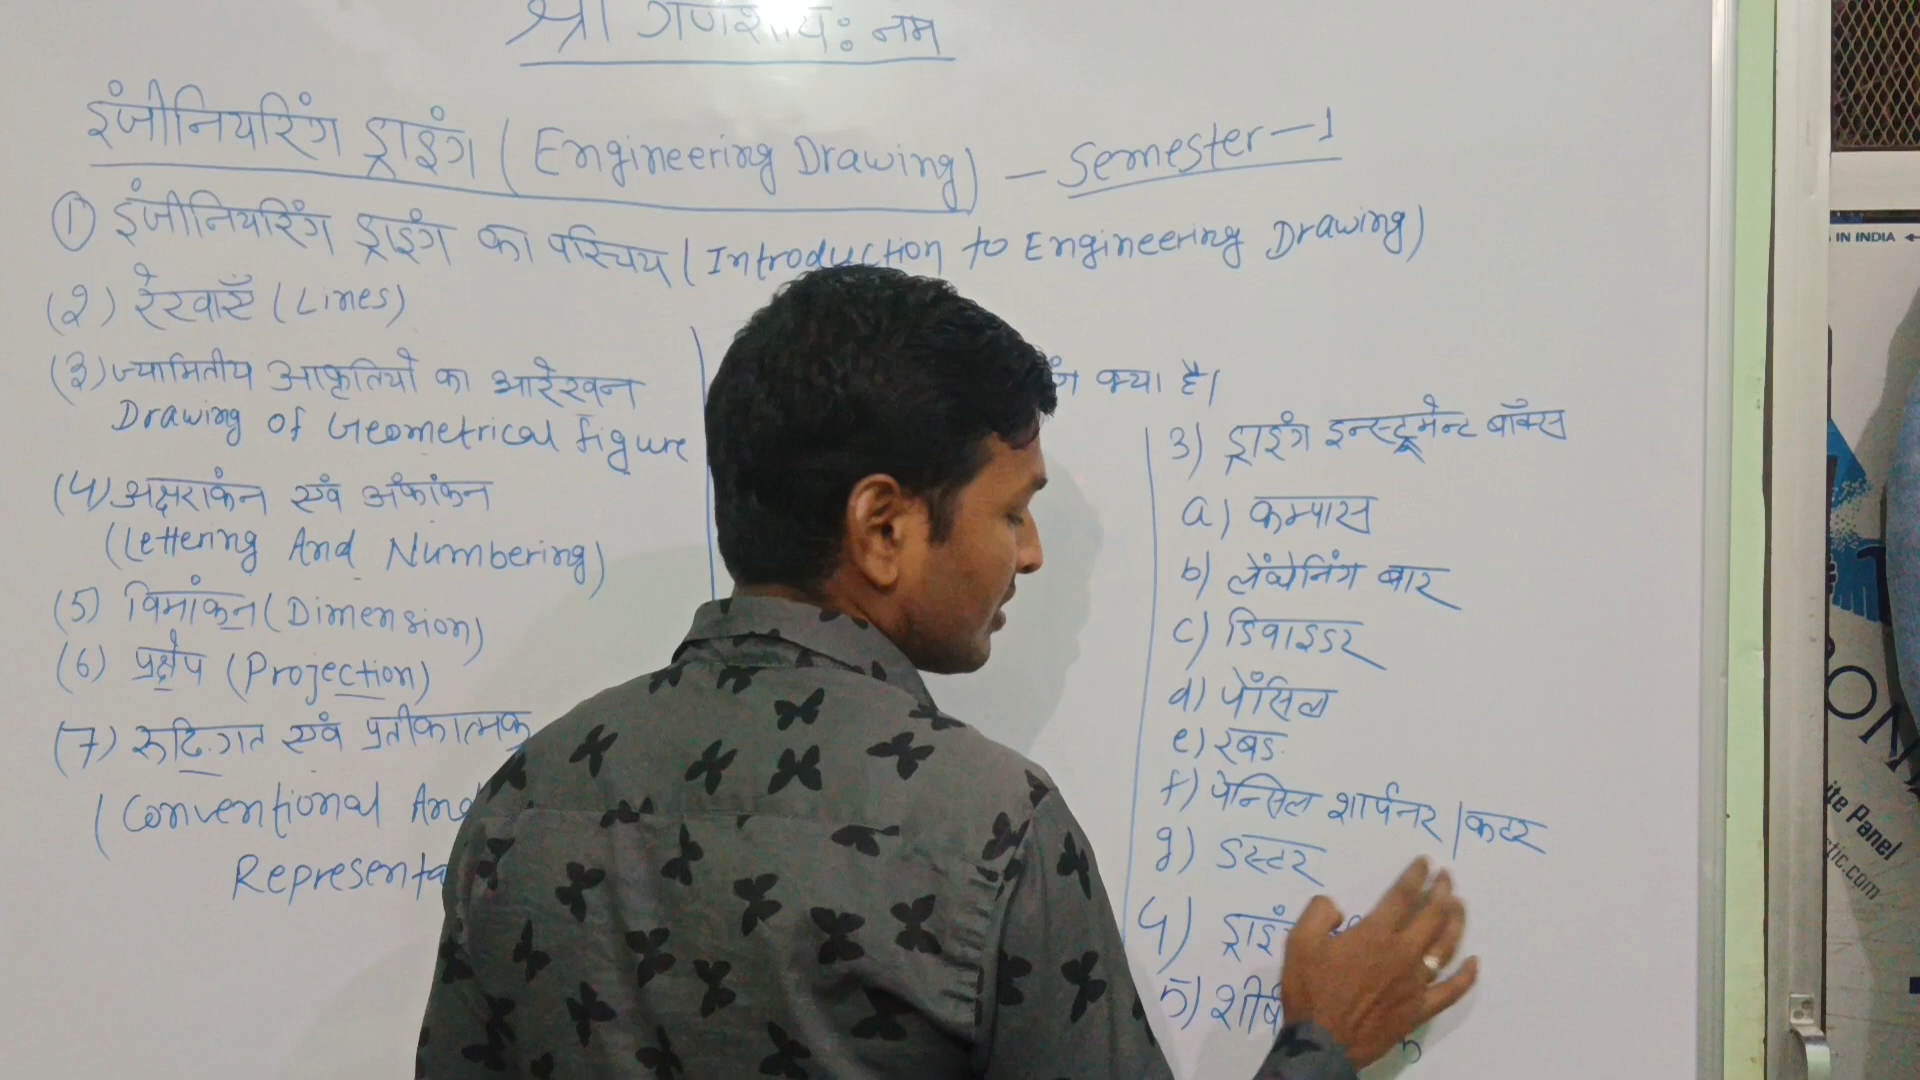 श्री गणेशाय: नम
इंजीनियरिंग ड्राइंग (Engineering Drawing) – Semester–1
① इंजीनियरिंग ड्राइंग का परिचय (Introduction to Engineering Drawing)
(2) रेखाएँ (Lines)
(3) ज्यामितीय आकृतियों का आरेखन
Drawing of Geometrical figure
(4) अक्षरांकन एवं अंकांकन
(Lettering And Numbering)
(5) विमांकन (Dimension)
(6) प्रक्षेप (Projection)
(7) रूढि.गत एवं प्रतीकात्मक
(Conventional And
Representa
क्या है।
3) ड्राइंग इन्स्ट्रूमेन्ट बॉक्स
a) कम्पास
b) लेंथेनिंग बार
c) डिवाइडर
d) पेंसिल
e) रबड.
f) पेन्सिल शार्पनर / कटर
g) डस्टर
4)
5)
IN INDIA
ite Panel
tic.com